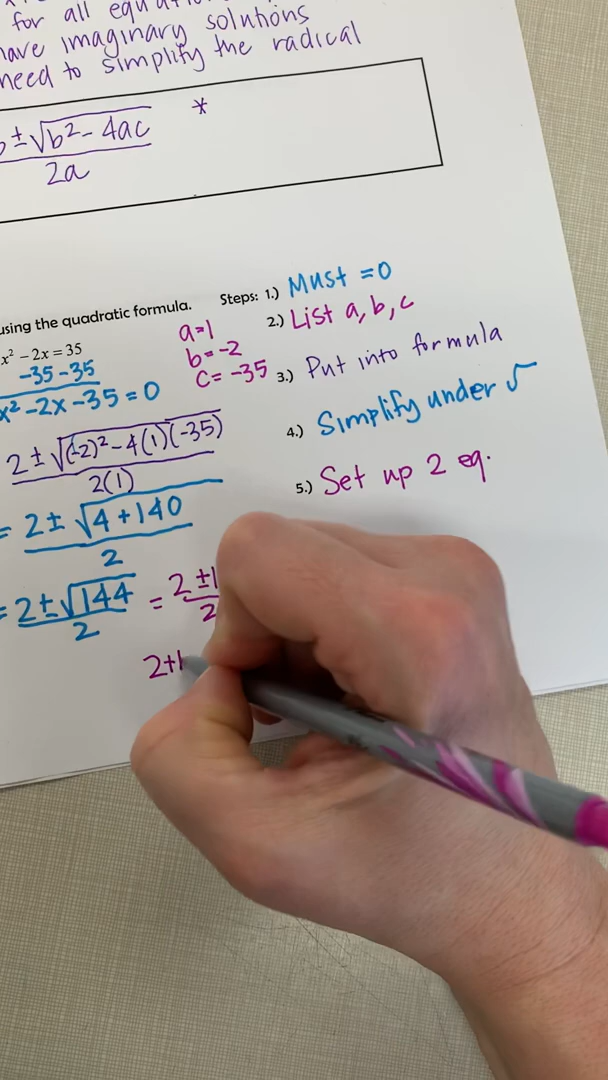 for all
have imaginary solutions
need to simplify the radical
b ± √b² - 4ac *
2a
using the quadratic formula.
x² - 2x = 35
-35 -35
x² - 2x - 35 = 0
a=1
b=-2
c= -35
2 ± √(-2)² - 4(1)(-35)
2(1)
= 2 ± √4 + 140
2
= 2 ± √144
2
= 2 ± 1
2
2+1
Steps: 1.) Must = 0
2.) List a, b, c
3.) Put into formula
4.) Simplify under √
5.) Set up 2 eq.